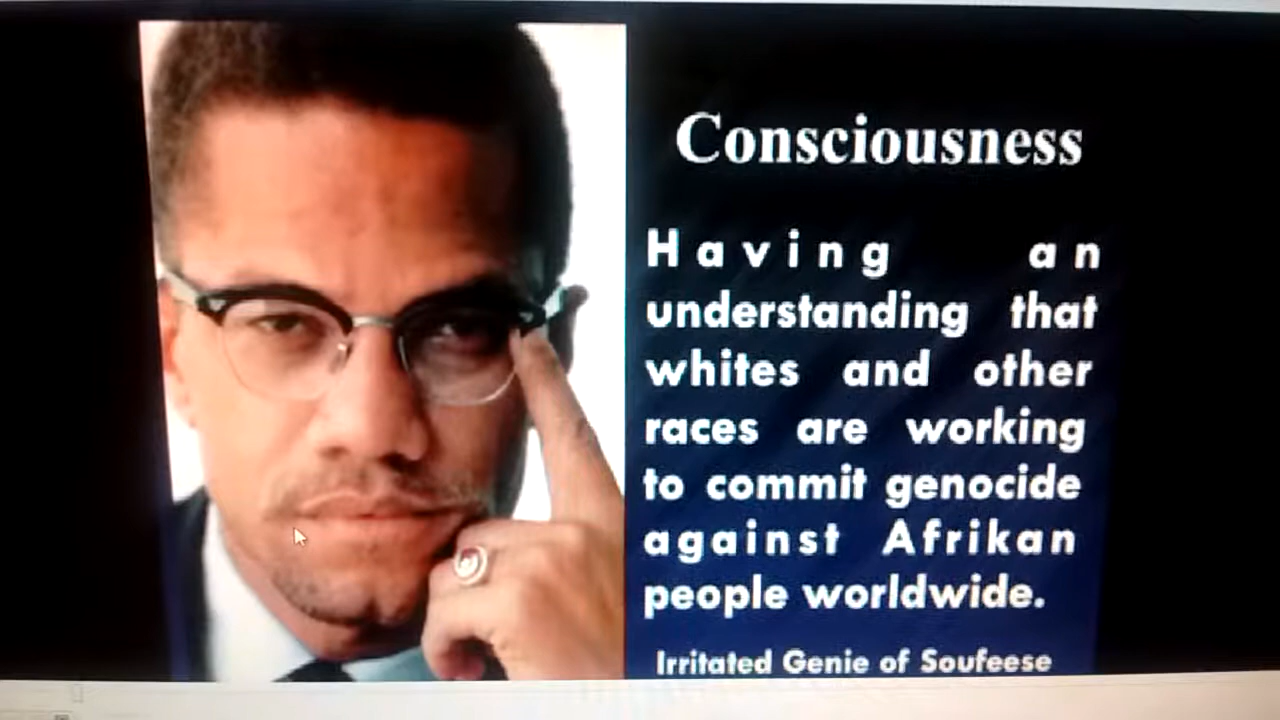 Consciousness
Having an
understanding that
whites and other
races are working
to commit genocide
against Afrikan
people worldwide.
Irritated Genie of Soufeese